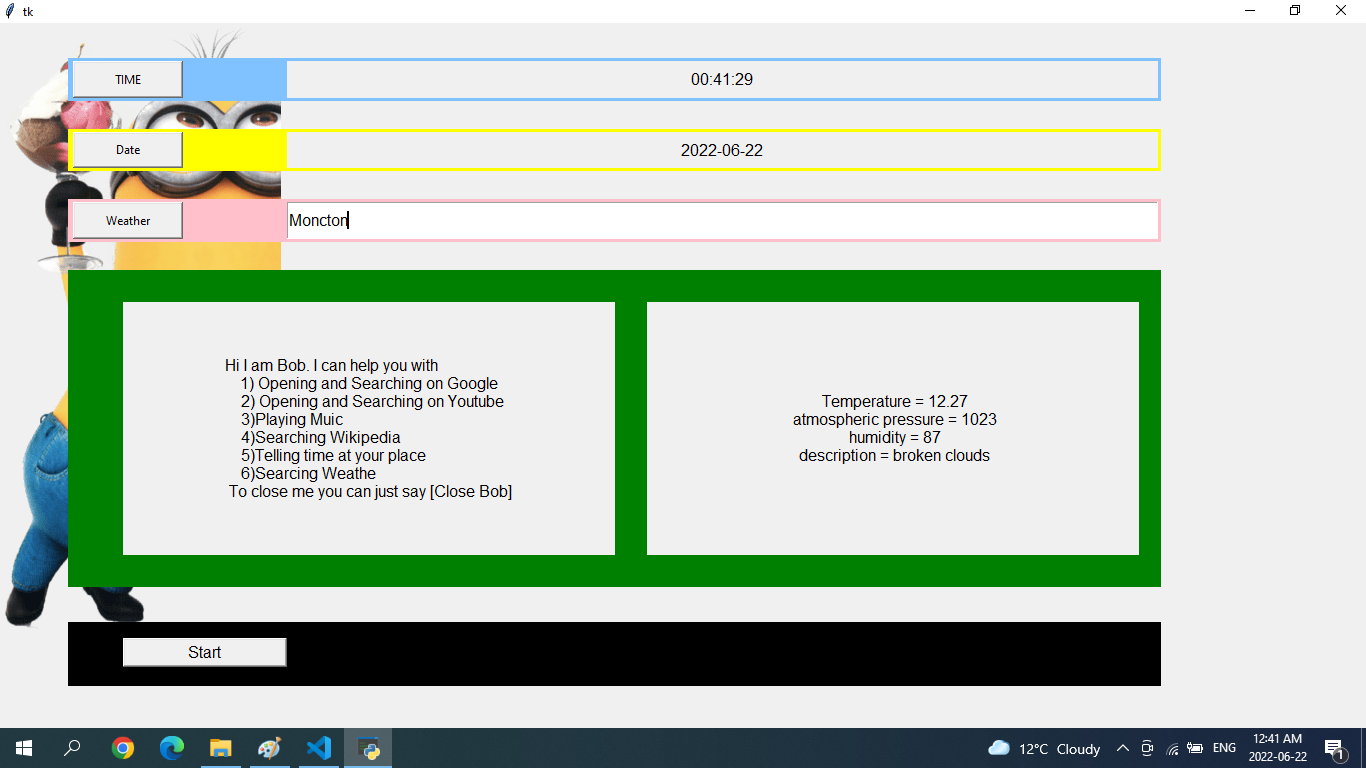 tk
TIME
00:41:29
Date
2022-06-22
Weather
Moncton
Hi I am Bob. I can help you with
1) Opening and Searching on Google
2) Opening and Searching on Youtube
3)Playing Muic
4)Searching Wikipedia
5)Telling time at your place
6)Searcing Weathe
To close me you can just say [Close Bob]
Temperature = 12.27
atmospheric pressure = 1023
humidity = 87
description = broken clouds
Start
12°C Cloudy
ENG
12:41 AM
2022-06-22
1